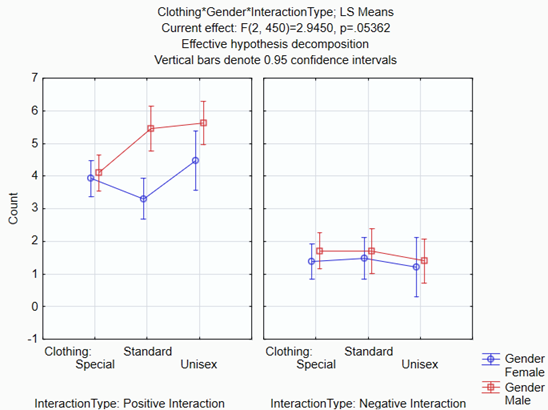 Clothing*Gender*InteractionType; LS Means
Current effect: F(2, 450)=2.9450, p=.05362
Effective hypothesis decomposition
Vertical bars denote 0.95 confidence intervals
7
6
5
4
3
2
1
0
-1
Count
Clothing: Standard
Special Unisex
InteractionType: Positive Interaction
Clothing: Standard
Special Unisex
InteractionType: Negative Interaction
Gender
Female
Gender
Male